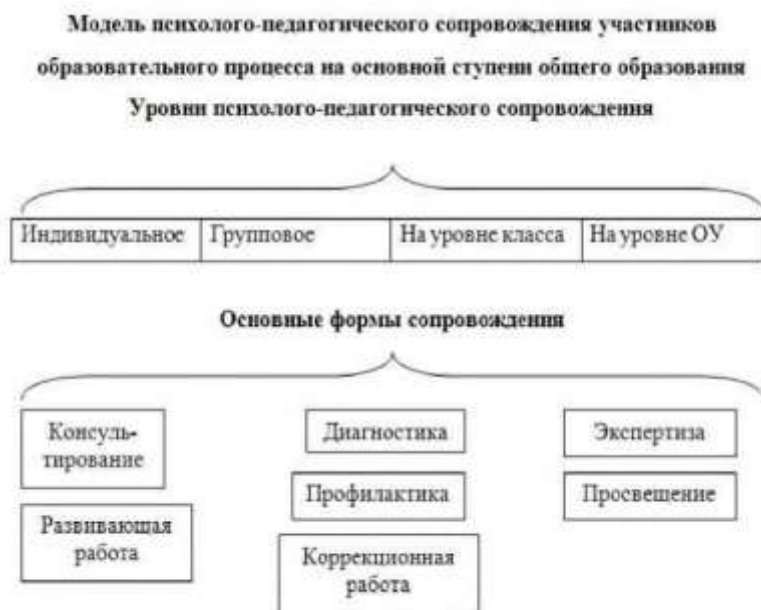 Модель психолого-педагогического сопровождения участников
образовательного процесса на основной ступени общего образования
Уровни психолого-педагогического сопровождения
Индивидуальное
Групповое
На уровне класса
На уровне ОУ
Основные формы сопровождения
Консуль-
тирование
Развивающая
работа
Диагностика
Профилактика
Коррекционная
работа
Экспертиза
Просвешение